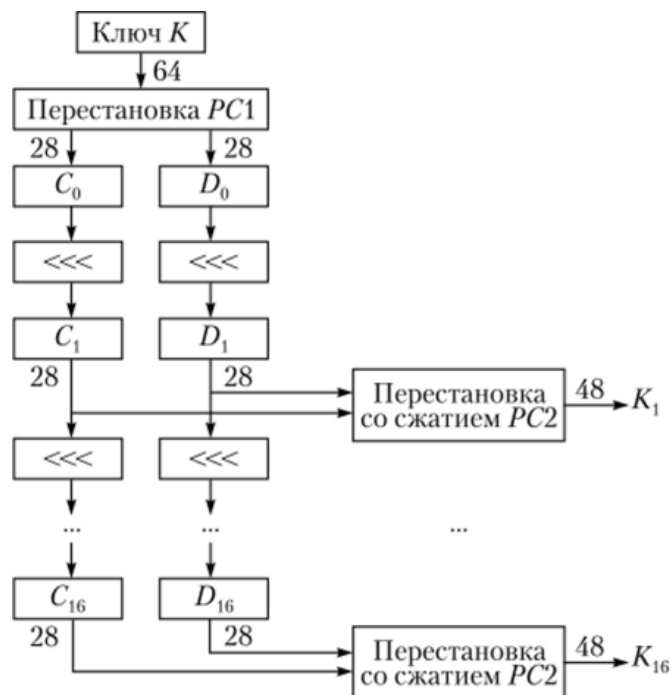 Ключ K
64
Перестановка PC1
28 28
C₀ D₀
<<< <<<
C₁ D₁
28 28
Перестановка
со сжатием PC2
48
K₁
<<< <<<
... ... ...
C₁₆ D₁₆
28 28
Перестановка
со сжатием PC2
48
K₁₆